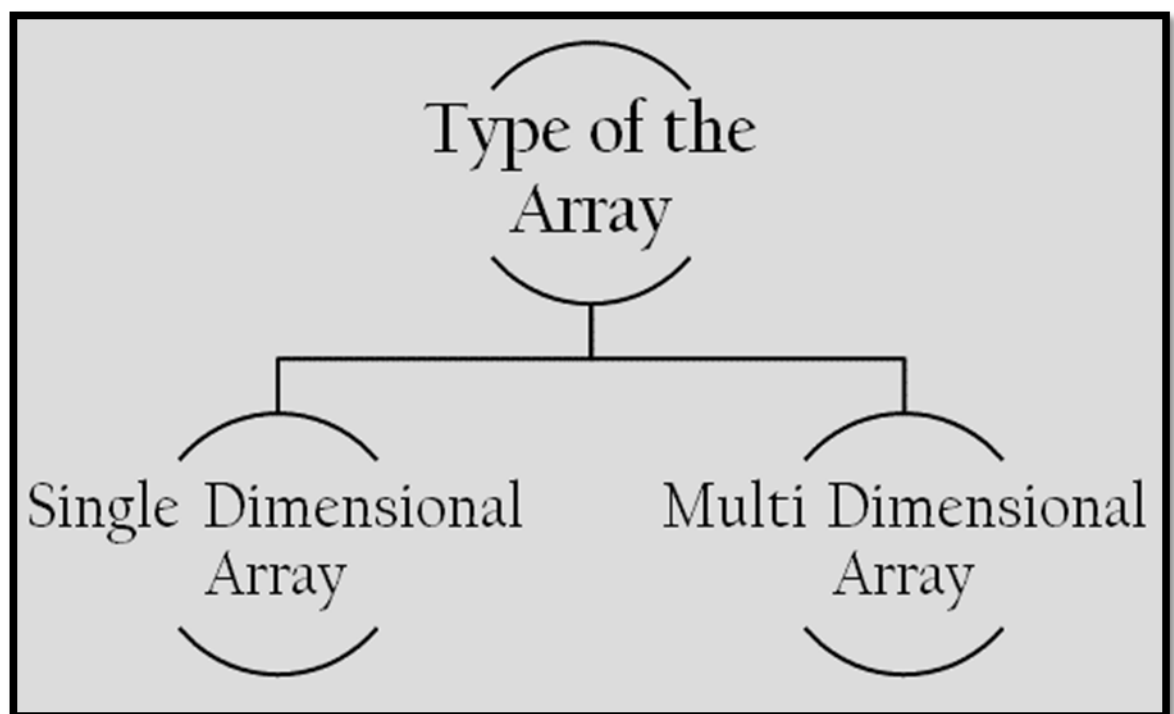 Type of the
Array
Single Dimensional
Array
Multi Dimensional
Array